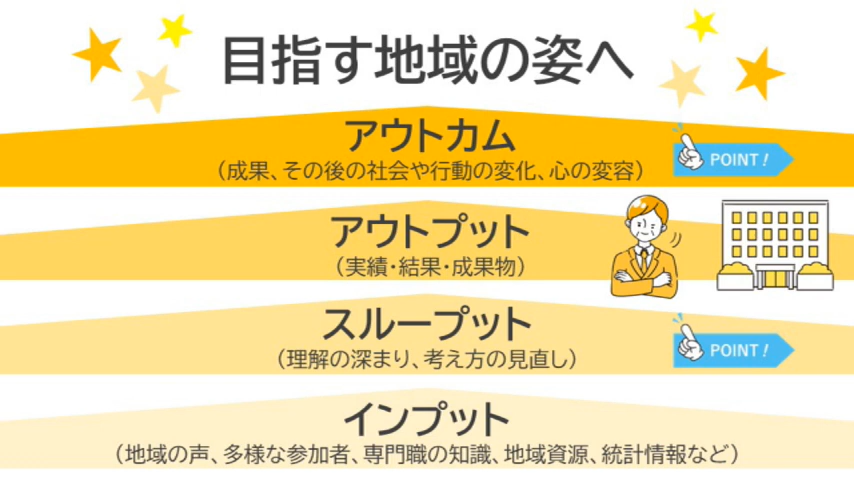 目指す地域の姿へ
アウトカム
（成果、その後の社会や行動の変化、心の変容）
POINT！
アウトプット
（実績・結果・成果物）
スループット
（理解の深まり、考え方の見直し）
POINT！
インプット
（地域の声、多様な参加者、専門職の知識、地域資源、統計情報など）